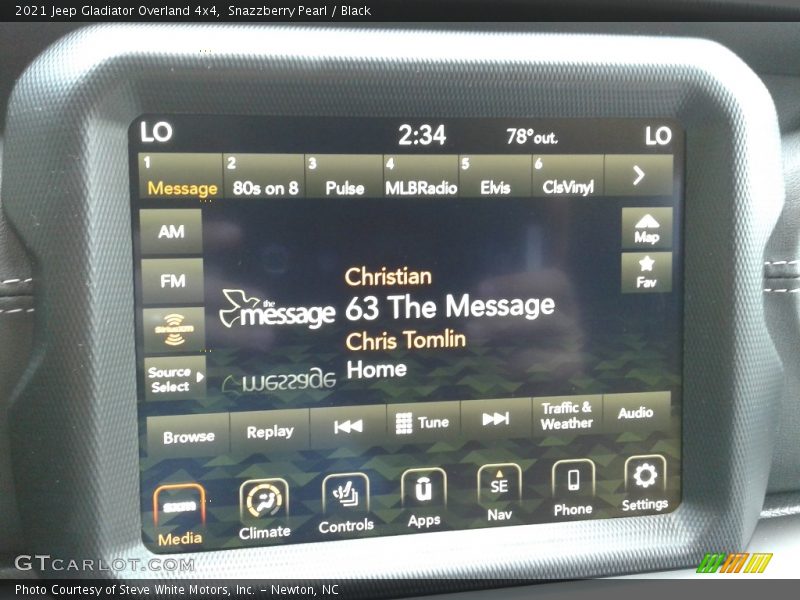 2021 Jeep Gladiator Overland 4x4, Snazzberry Pearl / Black
LO 2:34 78°out. LO
1 Message 2 80s on 8 3 Pulse 4 MLBRadio 5 Elvis 6 ClsVinyl
AM
Map
FM
Fav
siriusxm
Source Select
Christian
the message
63 The Message
Chris Tomlin
Home
message
Browse Replay Tune Traffic & Weather Audio
Media Climate Controls Apps SE Nav Phone Settings
GTCARLOT.COM
Photo Courtesy of Steve White Motors, Inc. – Newton, NC